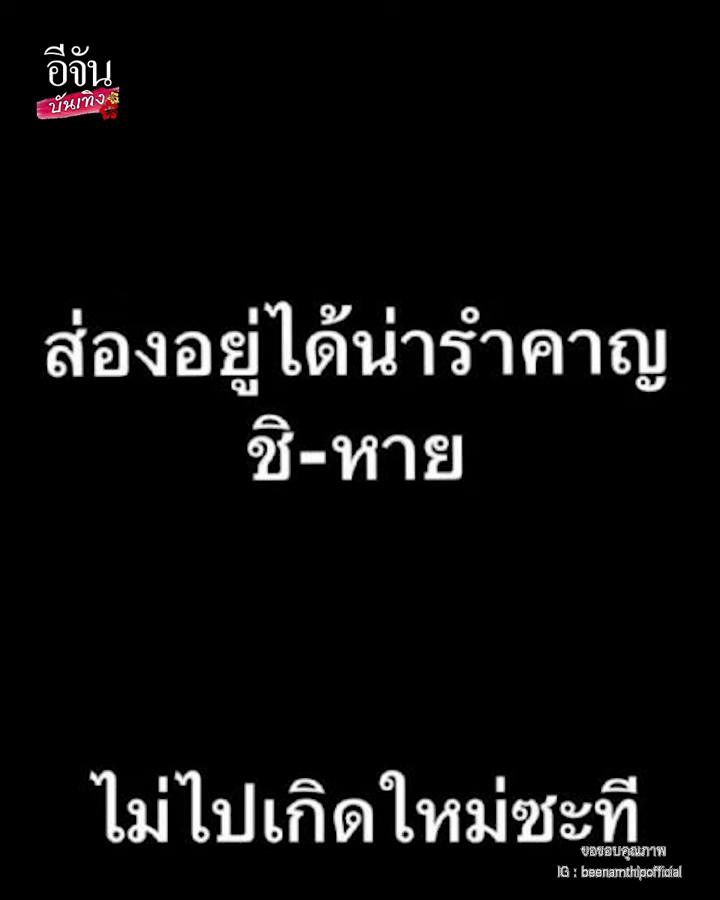 อีจัน
บันเทิง
ส่องอยู่ได้น่ารำคาญ
ชิ-หาย
ไม่ไปเกิดใหม่ซะที
ขอขอบคุณภาพ
IG : beenamthipofficial